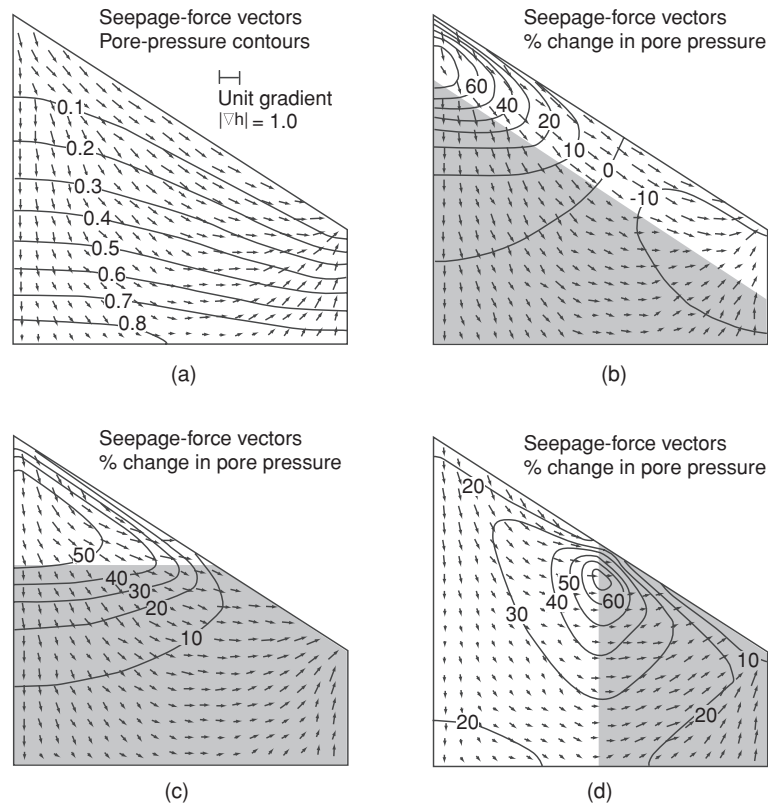 Seepage-force vectors
Pore-pressure contours
Unit gradient
|∇h| = 1.0
0.1
0.2
0.3
0.4
0.5
0.6
0.7
0.8
(a)
Seepage-force vectors
% change in pore pressure
60
40
20
10
0
-10
(b)
Seepage-force vectors
% change in pore pressure
50
40
30
20
10
(c)
Seepage-force vectors
% change in pore pressure
20
50
40
60
30
10
20
20
(d)